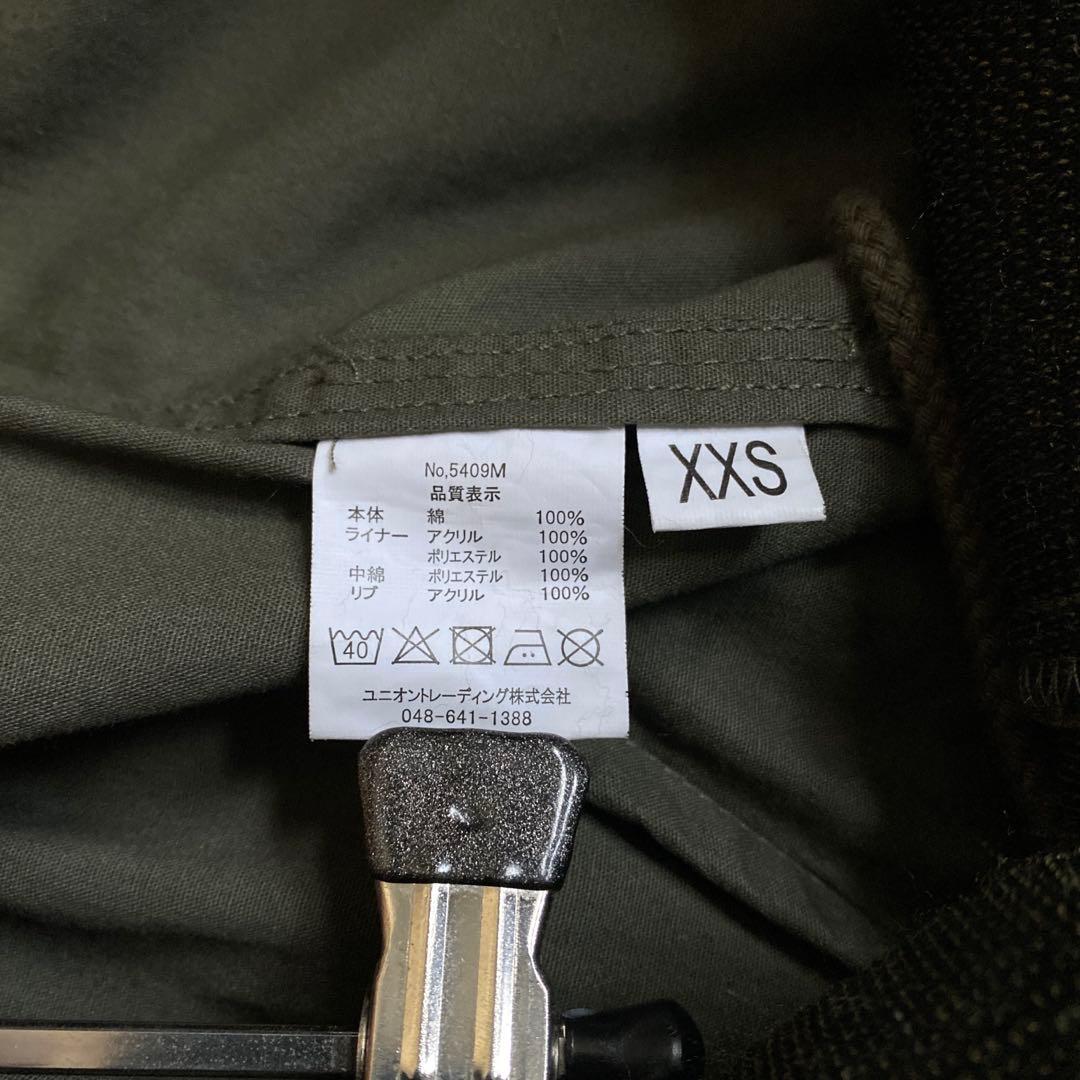 No,5409M
品質表示
本体 綿 100%
ライナー アクリル 100%
ポリエステル 100%
中綿 ポリエステル 100%
リブ アクリル 100%
40
ユニオントレーディング株式会社
048-641-1388
XXS